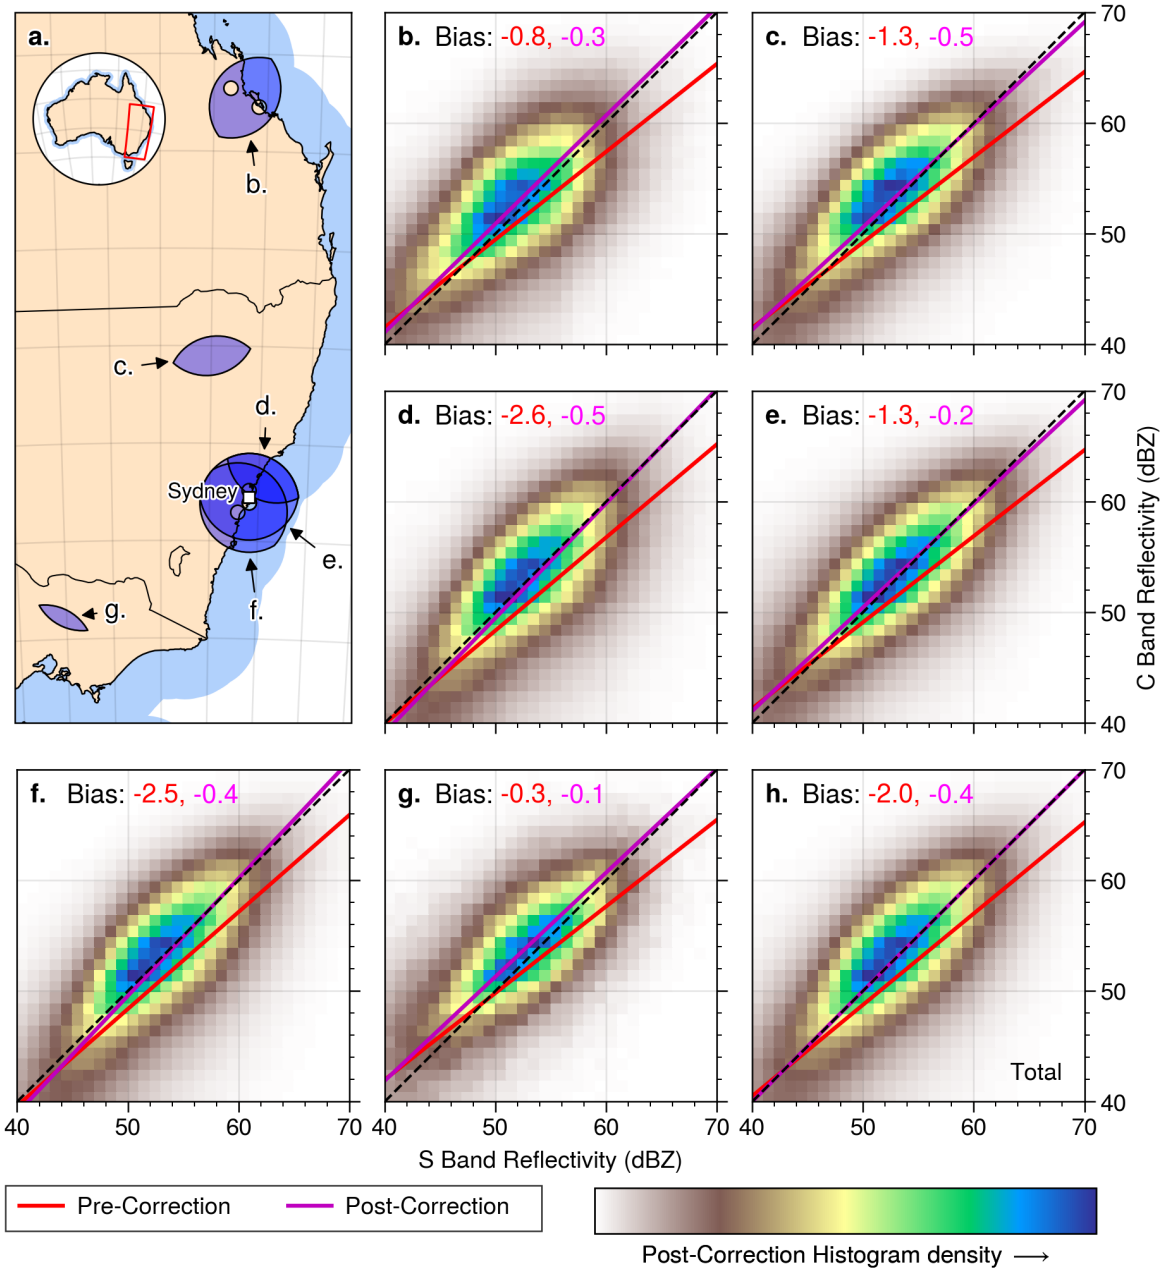 a.
b.
c.
d.
Sydney
e.
f.
g.
b. Bias: -0.8, -0.3
c. Bias: -1.3, -0.5
70
60
50
40
d. Bias: -2.6, -0.5
e. Bias: -1.3, -0.2
70
60
50
40
C Band Reflectivity (dBZ)
f. Bias: -2.5, -0.4
g. Bias: -0.3, -0.1
h. Bias: -2.0, -0.4
Total
70
60
50
40
40 50 60 70
40 50 60 70
40 50 60 70
S Band Reflectivity (dBZ)
Pre-Correction
Post-Correction
Post-Correction Histogram density →